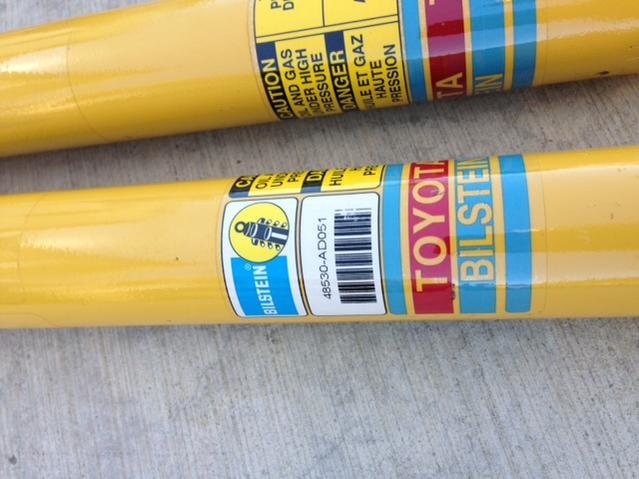 CAUTION
OIL AND GAS
UNDER HIGH
PRESSURE
DANGER
HUILE ET GAZ
HAUTE
PRESSION
TOYOTA
BILSTEIN
®
48530-AD051
TOYOTA
BILSTEIN